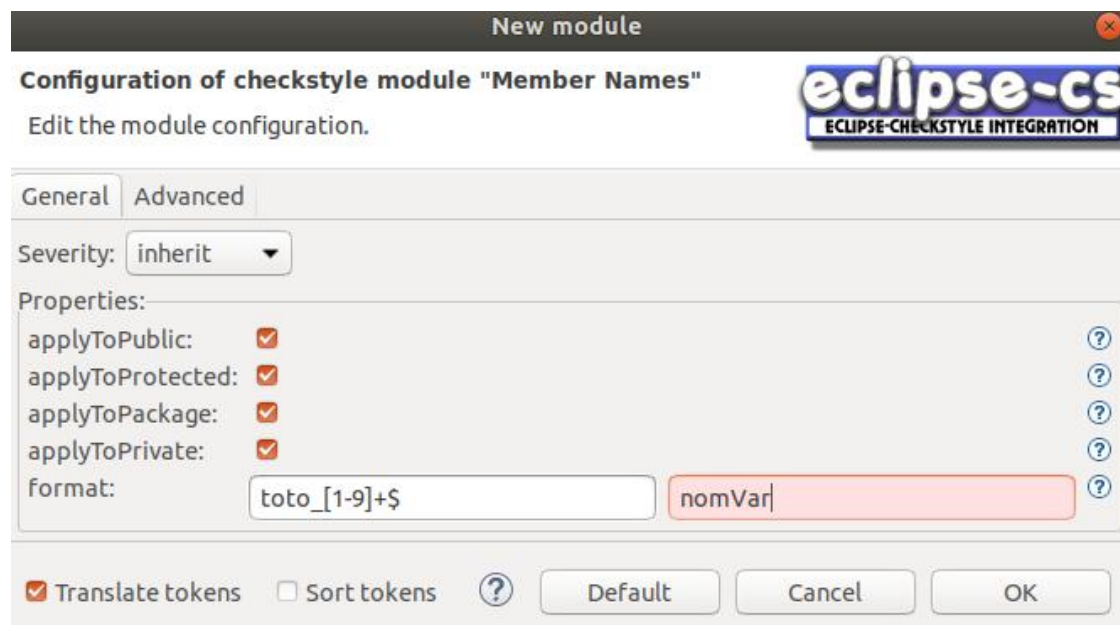 New module
Configuration of checkstyle module "Member Names"
Edit the module configuration.
eclipse-cs
ECLIPSE-CHECKSTYLE INTEGRATION
General Advanced
Severity: inherit
Properties:
applyToPublic: ?
applyToProtected: ?
applyToPackage: ?
applyToPrivate: ?
format: toto_[1-9]+$ nomVar ?
Translate tokens Sort tokens ? Default Cancel OK